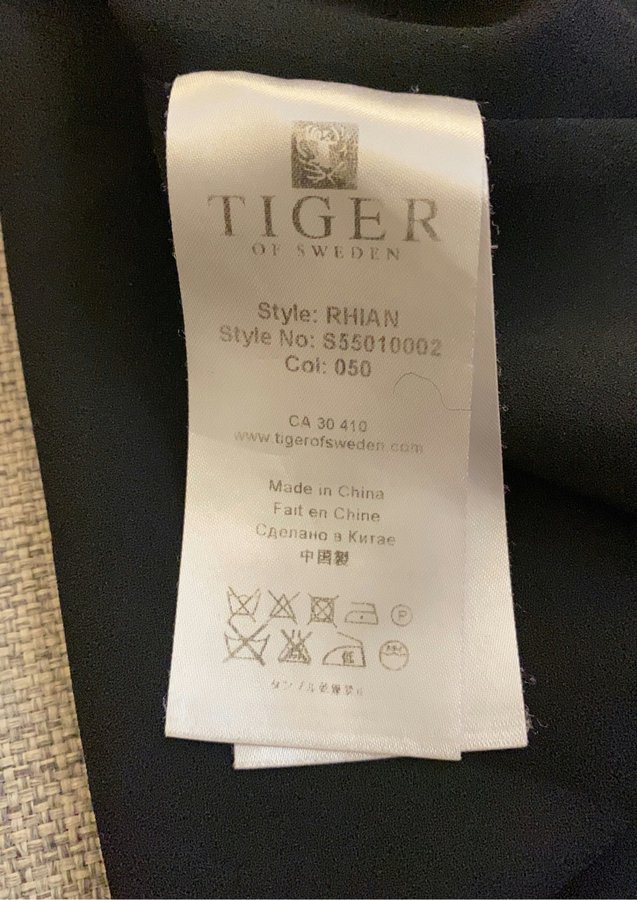 TIGER
OF SWEDEN
Style: RHIAN
Style No: S55010002
Col: 050
CA 30 410
www.tigerofsweden.com
Made in China
Fait en Chine
Сделано в Китае
中国製
P
低